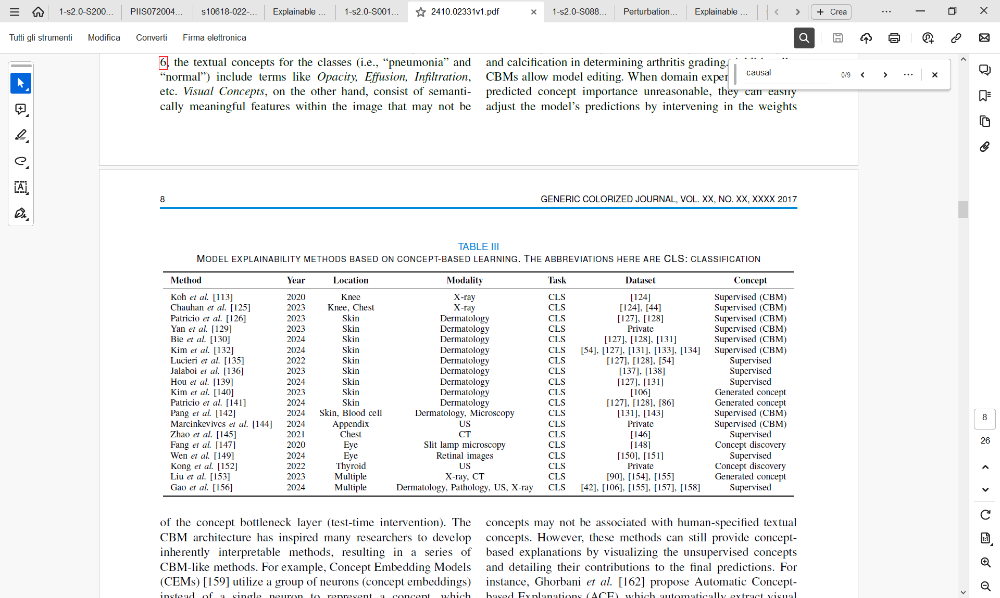 1-s2.0-S200...
PIIS072004...
s10618-022-...
Explainable ...
1-s2.0-S001...
2410.02331v1.pdf
1-s2.0-S088...
Perturbation...
Explainable ...
Crea
Tutti gli strumenti
Modifica
Converti
Firma elettronica
causal
0/9
6, the textual concepts for the classes (i.e., “pneumonia” and
“normal”) include terms like Opacity, Effusion, Infiltration,
etc. Visual Concepts, on the other hand, consist of semanti-
cally meaningful features within the image that may not be
and calcification in determining arthritis grading.
CBMs allow model editing. When domain exper
predicted concept importance unreasonable, they can easily
adjust the model’s predictions by intervening in the weights
8
GENERIC COLORIZED JOURNAL, VOL. XX, NO. XX, XXXX 2017
TABLE III
MODEL EXPLAINABILITY METHODS BASED ON CONCEPT-BASED LEARNING. THE ABBREVIATIONS HERE ARE CLS: CLASSIFICATION
Method Year Location Modality Task Dataset Concept
Koh et al. [113] 2020 Knee X-ray CLS [124] Supervised (CBM)
Chauhan et al. [125] 2023 Knee, Chest X-ray CLS [124], [44] Supervised (CBM)
Patricio et al. [126] 2023 Skin Dermatology CLS [127], [128] Supervised (CBM)
Yan et al. [129] 2023 Skin Dermatology CLS Private Supervised (CBM)
Bie et al. [130] 2024 Skin Dermatology CLS [127], [128], [131] Supervised (CBM)
Kim et al. [132] 2024 Skin Dermatology CLS [54], [127], [131], [133], [134] Supervised (CBM)
Lucieri et al. [135] 2022 Skin Dermatology CLS [127], [128], [54] Supervised
Jalaboi et al. [136] 2023 Skin Dermatology CLS [137], [138] Supervised
Hou et al. [139] 2024 Skin Dermatology CLS [127], [131] Supervised
Kim et al. [140] 2023 Skin Dermatology CLS [106] Generated concept
Patricio et al. [141] 2024 Skin Dermatology CLS [127], [128], [86] Generated concept
Pang et al. [142] 2024 Skin, Blood cell Dermatology, Microscopy CLS [131], [143] Supervised (CBM)
Marcinkevivcs et al. [144] 2024 Appendix US CLS Private Supervised (CBM)
Zhao et al. [145] 2021 Chest CT CLS [146] Supervised
Fang et al. [147] 2020 Eye Slit lamp microscopy CLS [148] Concept discovery
Wen et al. [149] 2024 Eye Retinal images CLS [150], [151] Supervised
Kong et al. [152] 2022 Thyroid US CLS Private Concept discovery
Liu et al. [153] 2023 Multiple X-ray, CT CLS [90], [154], [155] Generated concept
Gao et al. [156] 2024 Multiple Dermatology, Pathology, US, X-ray CLS [42], [106], [155], [157], [158] Supervised
of the concept bottleneck layer (test-time intervention). The
CBM architecture has inspired many researchers to develop
inherently interpretable methods, resulting in a series of
CBM-like methods. For example, Concept Embedding Models
(CEMs) [159] utilize a group of neurons (concept embeddings)
instead of a single neuron to represent a concept, which
concepts may not be associated with human-specified textual
concepts. However, these methods can still provide concept-
based explanations by visualizing the unsupervised concepts
and detailing their contributions to the final predictions. For
instance, Ghorbani et al. [162] propose Automatic Concept-
based Explanations (ACE), which automatically extract visual
8
26